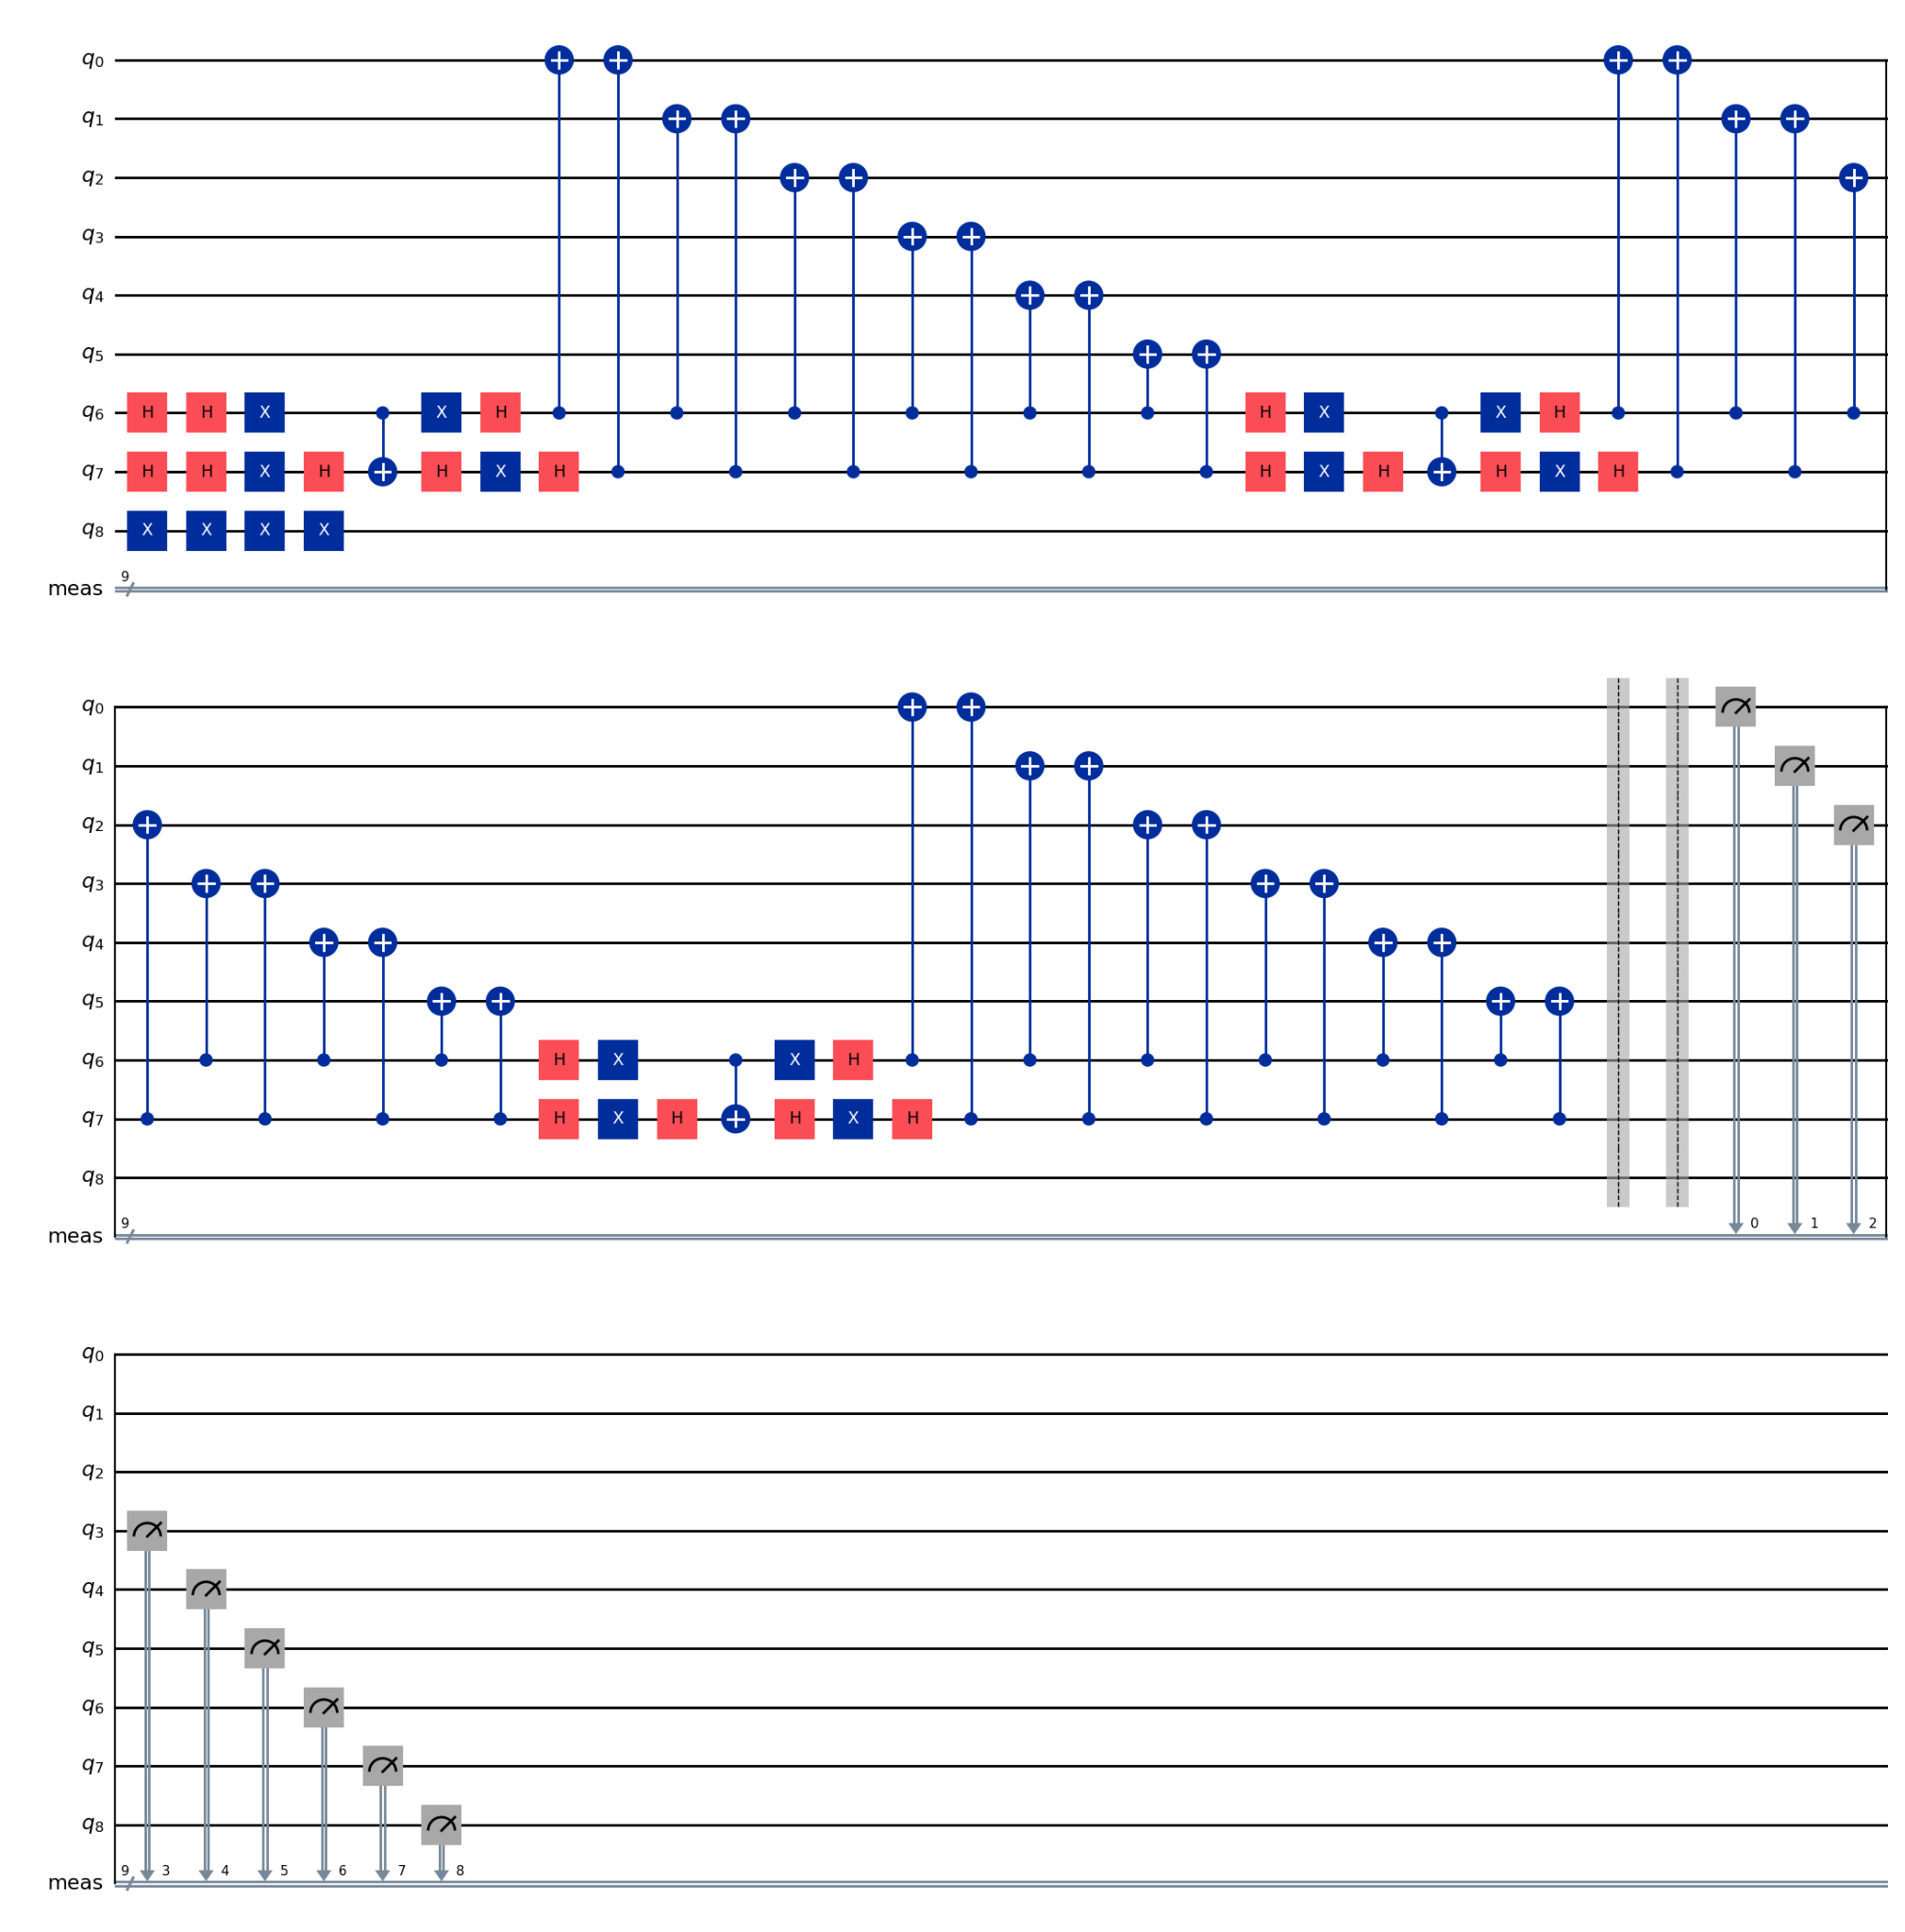 q0
q1
q2
q3
q4
q5
q6 H H X X H H X X H
q7 H H X H H X H H X H H X H
q8 X X X X
meas 9
q0
q1
q2
q3
q4
q5
q6 H X X H
q7 H X H H X H
q8
meas 9 0 1 2
q0
q1
q2
q3
q4
q5
q6
q7
q8
meas 9 3 4 5 6 7 8